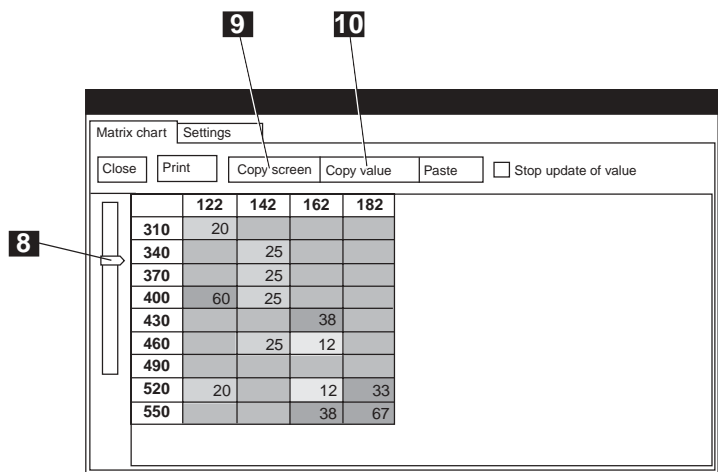 9 10
Matrix chart Settings
Close Print Copy screen Copy value Paste Stop update of value
122 142 162 182
8
310 20
340 25
370 25
400 60 25
430 38
460 25 12
490
520 20 12 33
550 38 67